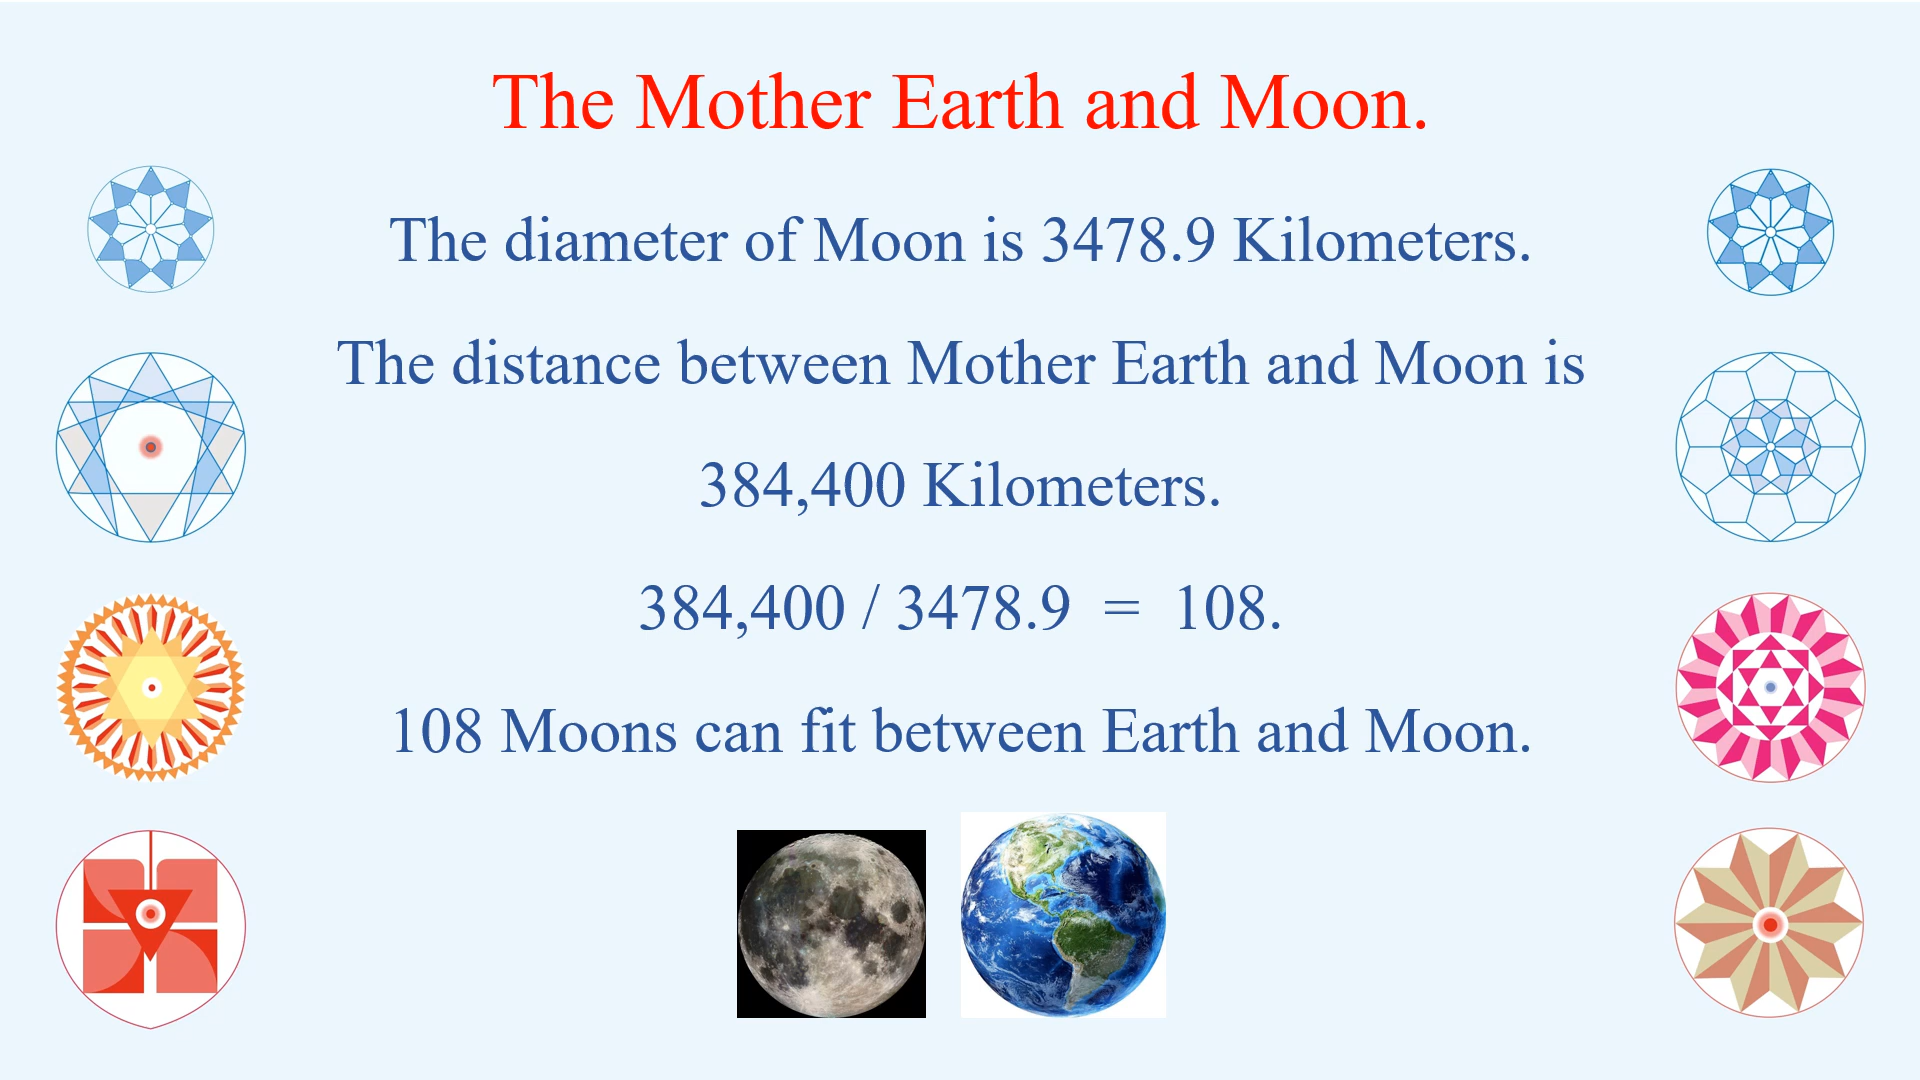 The Mother Earth and Moon.
The diameter of Moon is 3478.9 Kilometers.
The distance between Mother Earth and Moon is
384,400 Kilometers.
384,400 / 3478.9 = 108.
108 Moons can fit between Earth and Moon.